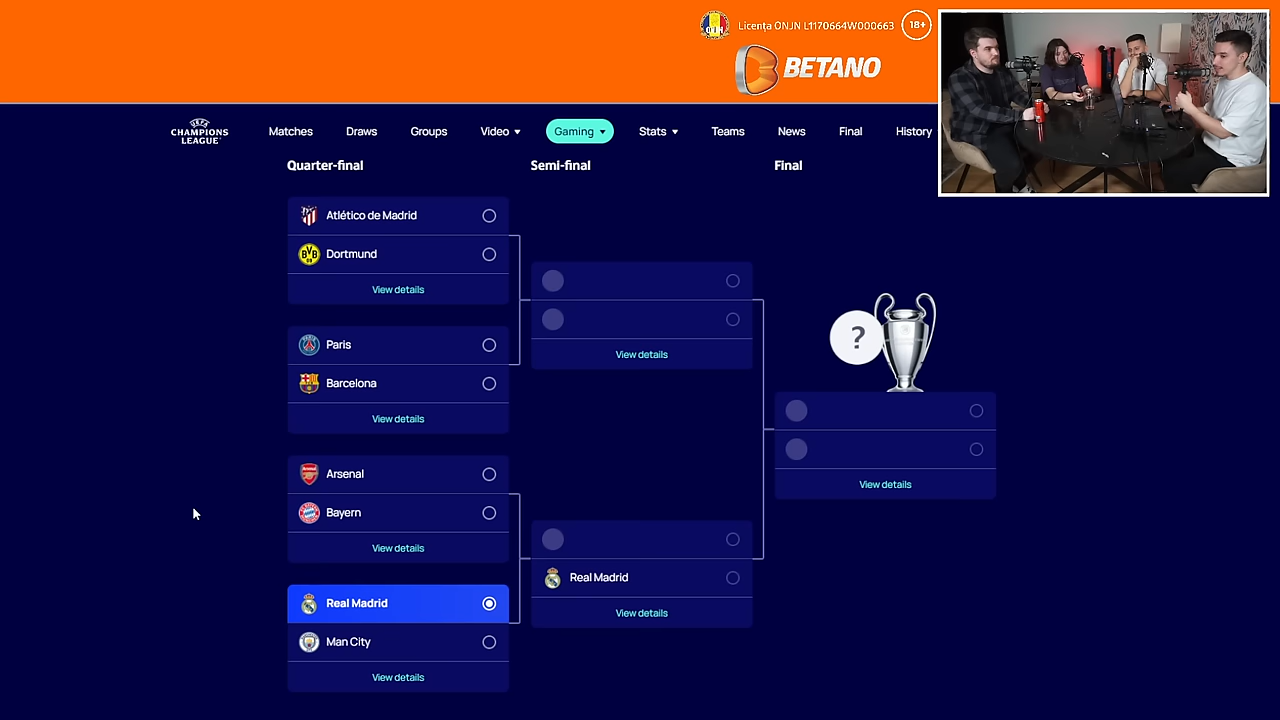 Licența ONJN L1170664W000663
18+
BETANO
UEFA
CHAMPIONS
LEAGUE
Matches
Draws
Groups
Video
Gaming
Stats
Teams
News
Final
History
Quarter-final
Semi-final
Final
Atlético de Madrid
Dortmund
View details
Paris
Barcelona
View details
Arsenal
Bayern
View details
Real Madrid
Man City
View details
View details
Real Madrid
View details
?
View details